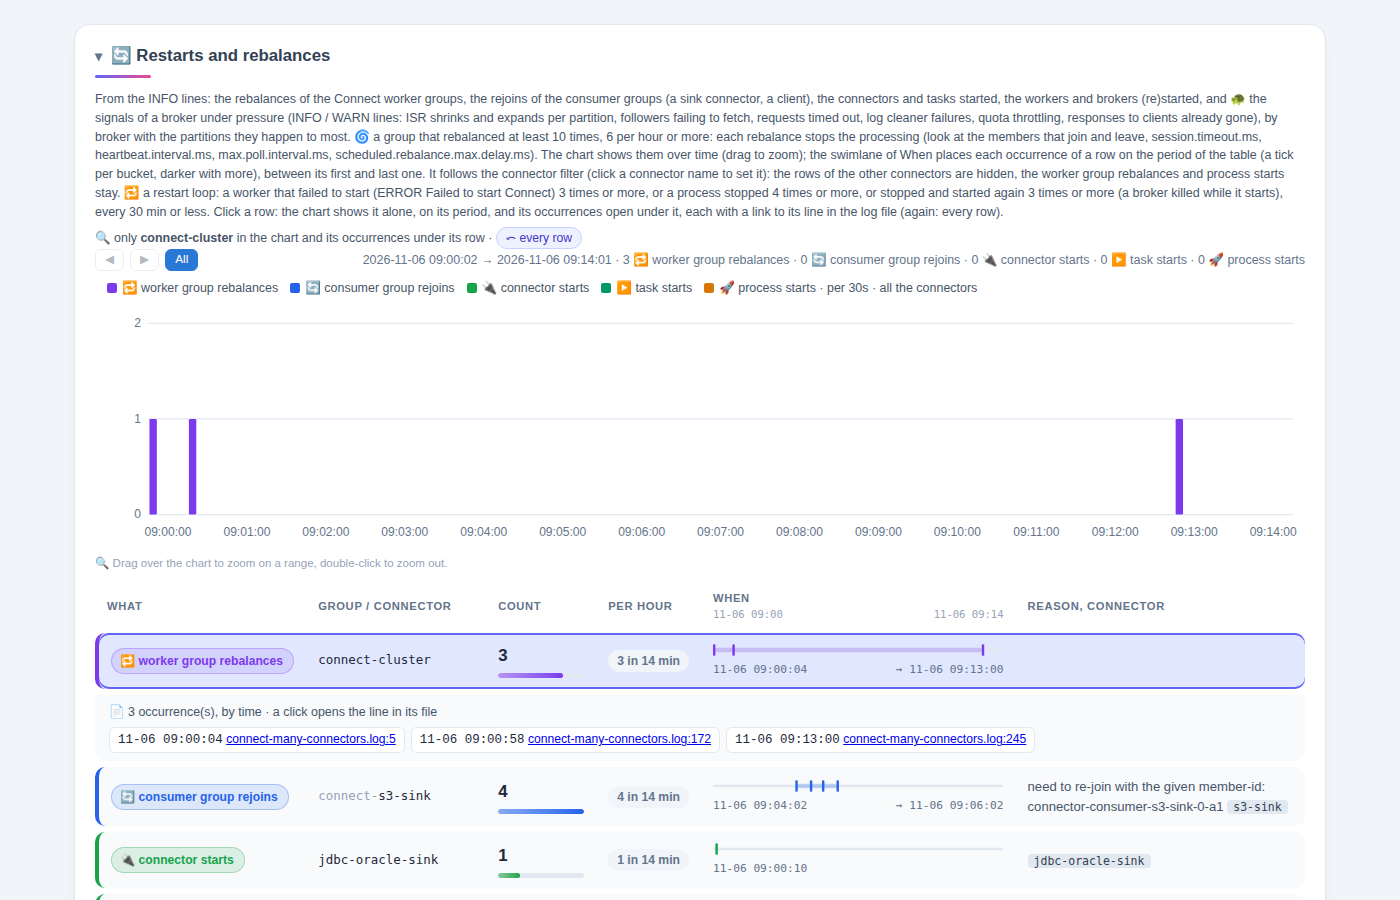 ▼ 🔄 Restarts and rebalances
From the INFO lines: the rebalances of the Connect worker groups, the rejoins of the consumer groups (a sink connector, a client), the connectors and tasks started, the workers and brokers (re)started, and 🐢 the
signals of a broker under pressure (INFO / WARN lines: ISR shrinks and expands per partition, followers failing to fetch, requests timed out, log cleaner failures, quota throttling, responses to clients already gone), by
broker with the partitions they happen to most. 🌀 a group that rebalanced at least 10 times, 6 per hour or more: each rebalance stops the processing (look at the members that join and leave, session.timeout.ms,
heartbeat.interval.ms, max.poll.interval.ms, scheduled.rebalance.max.delay.ms). The chart shows them over time (drag to zoom); the swimlane of When places each occurrence of a row on the period of the table (a tick
per bucket, darker with more), between its first and last one. It follows the connector filter (click a connector name to set it): the rows of the other connectors are hidden, the worker group rebalances and process starts
stay. 🔁 a restart loop: a worker that failed to start (ERROR Failed to start Connect) 3 times or more, or a process stopped 4 times or more, or stopped and started again 3 times or more (a broker killed while it starts),
every 30 min or less. Click a row: the chart shows it alone, on its period, and its occurrences open under it, each with a link to its line in the log file (again: every row).
🔍 only connect-cluster in the chart and its occurrences under its row · ⤺ every row
◀ ▶ All 2026-11-06 09:00:02 → 2026-11-06 09:14:01 · 3 🔁 worker group rebalances · 0 🔄 consumer group rejoins · 0 🔌 connector starts · 0 ▶️ task starts · 0 🚀 process starts
🔁 worker group rebalances 🔄 consumer group rejoins 🔌 connector starts ▶️ task starts 🚀 process starts · per 30s · all the connectors
2
1
0
09:00:00 09:01:00 09:02:00 09:03:00 09:04:00 09:05:00 09:06:00 09:07:00 09:08:00 09:09:00 09:10:00 09:11:00 09:12:00 09:13:00 09:14:00
🔍 Drag over the chart to zoom on a range, double-click to zoom out.
WHAT GROUP / CONNECTOR COUNT PER HOUR WHEN REASON, CONNECTOR
11-06 09:00 11-06 09:14
🔁 worker group rebalances connect-cluster 3 3 in 14 min
11-06 09:00:04 → 11-06 09:13:00
📄 3 occurrence(s), by time · a click opens the line in its file
11-06 09:00:04 connect-many-connectors.log:5 11-06 09:00:58 connect-many-connectors.log:172 11-06 09:13:00 connect-many-connectors.log:245
🔄 consumer group rejoins connect-s3-sink 4 4 in 14 min
11-06 09:04:02 → 11-06 09:06:02
need to re-join with the given member-id:
connector-consumer-s3-sink-0-a1 s3-sink
🔌 connector starts jdbc-oracle-sink 1 1 in 14 min
11-06 09:00:10
jdbc-oracle-sink